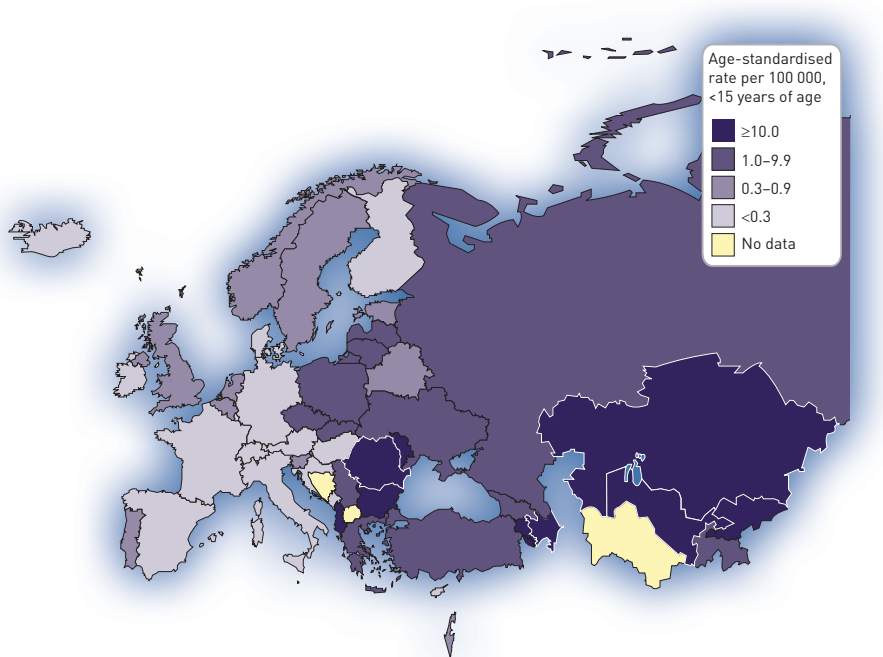 Age-standardised
rate per 100 000,
<15 years of age
≥10.0
1.0–9.9
0.3–0.9
<0.3
No data